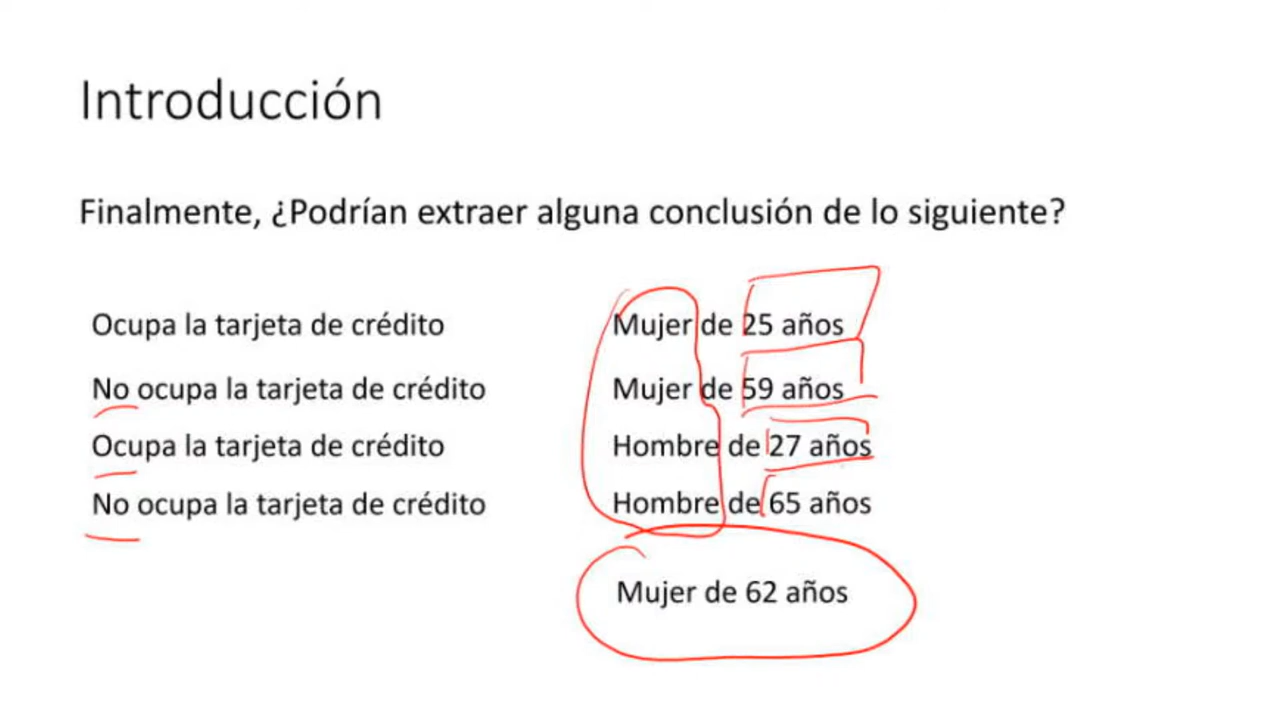 Introducción
Finalmente, ¿Podrían extraer alguna conclusión de lo siguiente?
Ocupa la tarjeta de crédito Mujer de 25 años
No ocupa la tarjeta de crédito Mujer de 59 años
Ocupa la tarjeta de crédito Hombre de 27 años
No ocupa la tarjeta de crédito Hombre de 65 años
Mujer de 62 años